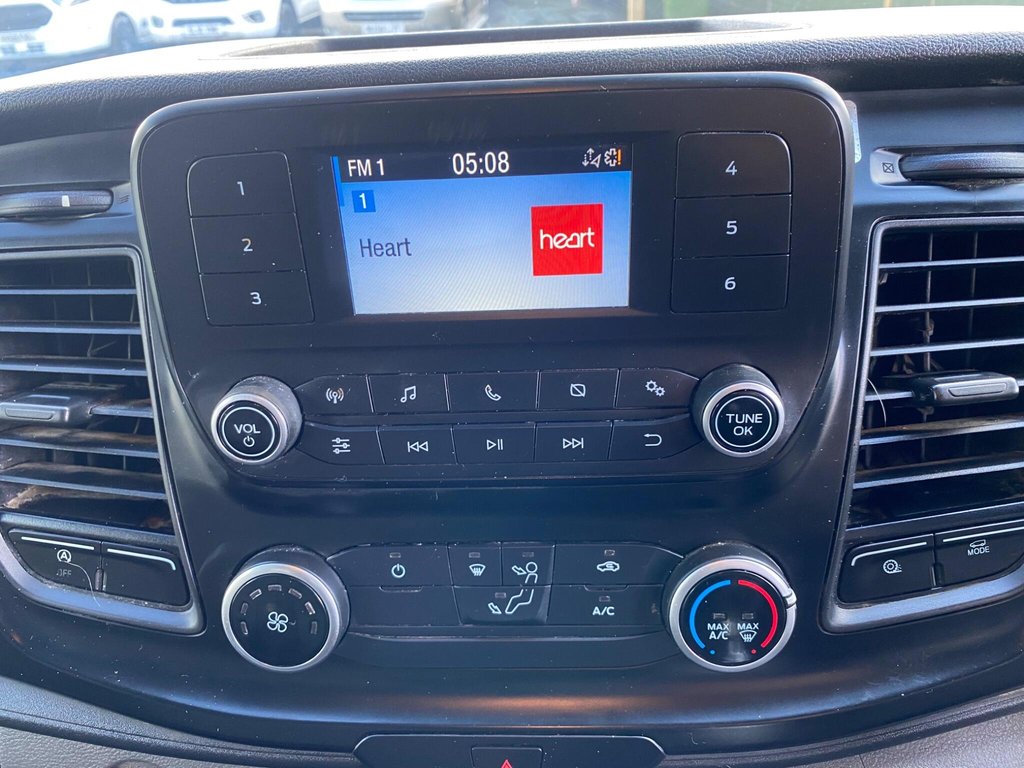 FM 1 05:08
1
Heart
heart
1
2
3
4
5
6
VOL
TUNE
OK
A
OFF
A/C
MAX MAX
A/C
MODE